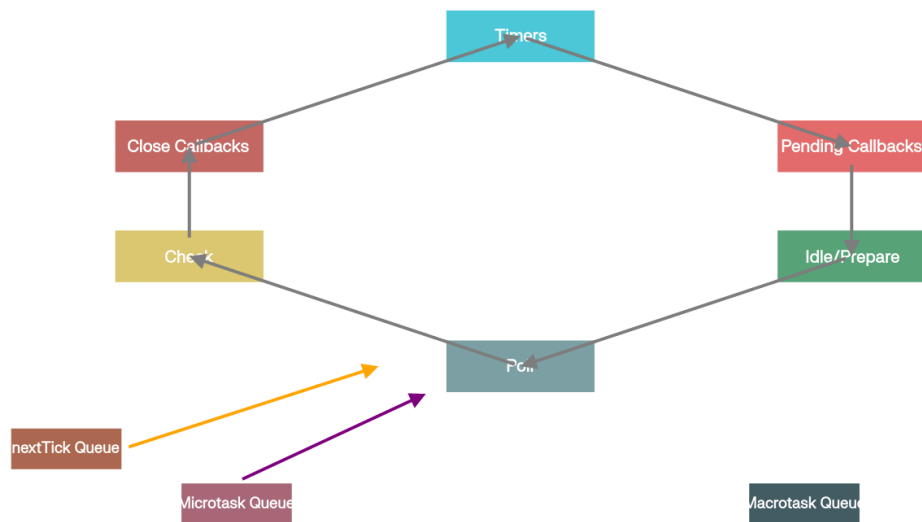 Timers
Close Callbacks
Pending Callbacks
Check
Idle/Prepare
Poll
nextTick Queue
Microtask Queue
Macrotask Queue